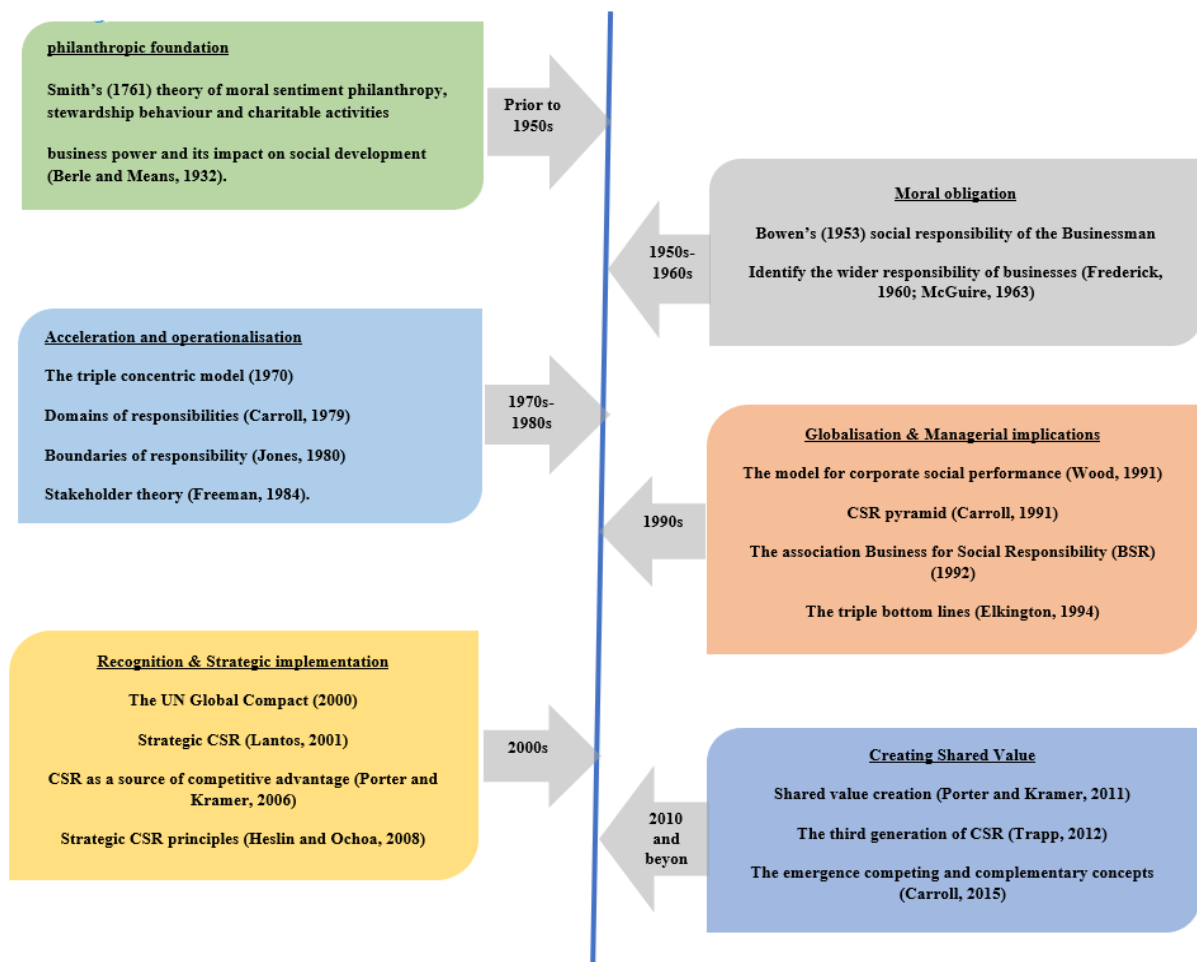 philanthropic foundation
Smith's (1761) theory of moral sentiment philanthropy,
stewardship behaviour and charitable activities
business power and its impact on social development
(Berle and Means, 1932).
Prior to
1950s
Moral obligation
Bowen's (1953) social responsibility of the Businessman
Identify the wider responsibility of businesses (Frederick,
1960; McGuire, 1963)
1950s-
1960s
Acceleration and operationalisation
The triple concentric model (1970)
Domains of responsibilities (Carroll, 1979)
Boundaries of responsibility (Jones, 1980)
Stakeholder theory (Freeman, 1984).
1970s-
1980s
Globalisation & Managerial implications
The model for corporate social performance (Wood, 1991)
CSR pyramid (Carroll, 1991)
The association Business for Social Responsibility (BSR)
(1992)
The triple bottom lines (Elkington, 1994)
1990s
Recognition & Strategic implementation
The UN Global Compact (2000)
Strategic CSR (Lantos, 2001)
CSR as a source of competitive advantage (Porter and
Kramer, 2006)
Strategic CSR principles (Heslin and Ochoa, 2008)
2000s
Creating Shared Value
Shared value creation (Porter and Kramer, 2011)
The third generation of CSR (Trapp, 2012)
The emergence competing and complementary concepts
(Carroll, 2015)
2010
and
beyon